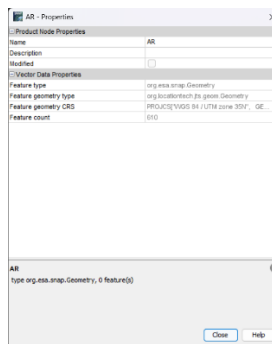 AR - Properties
Product Node Properties
Name AR
Description
Modified
Vector Data Properties
Feature type org.esa.snap.Geometry
Feature geometry type org.locationtech.jts.geom.Geometry
Feature geometry CRS PROJCS["WGS 84 / UTM zone 35N", GE...
Feature count
AR
type org.esa.snap.Geometry, 0 feature(s)
Close Help